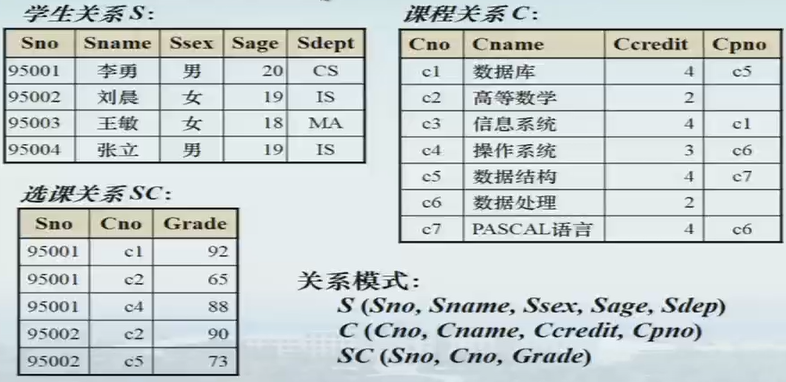 学生关系 S：
Sno Sname Ssex Sage Sdept
95001 李勇 男 20 CS
95002 刘晨 女 19 IS
95003 王敏 女 18 MA
95004 张立 男 19 IS
课程关系 C：
Cno Cname Ccredit Cpno
c1 数据库 4 c5
c2 高等数学 2
c3 信息系统 4 c1
c4 操作系统 3 c6
c5 数据结构 4 c7
c6 数据处理 2
c7 PASCAL语言 4 c6
选课关系 SC：
Sno Cno Grade
95001 c1 92
95001 c2 65
95001 c4 88
95002 c2 90
95002 c5 73
关系模式：
S (Sno, Sname, Ssex, Sage, Sdep)
C (Cno, Cname, Ccredit, Cpno)
SC (Sno, Cno, Grade)